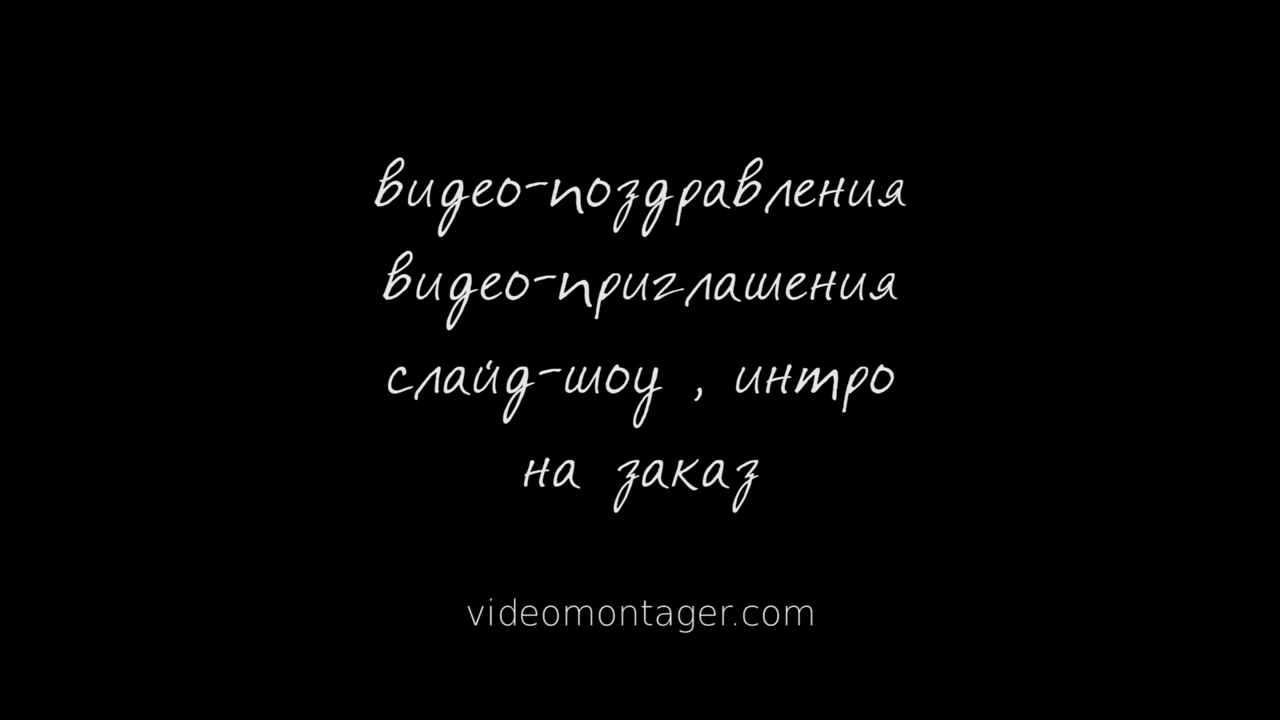 видео-поздравления
видео-приглашения
слайд-шоу , интро
на заказ
videomontager.com